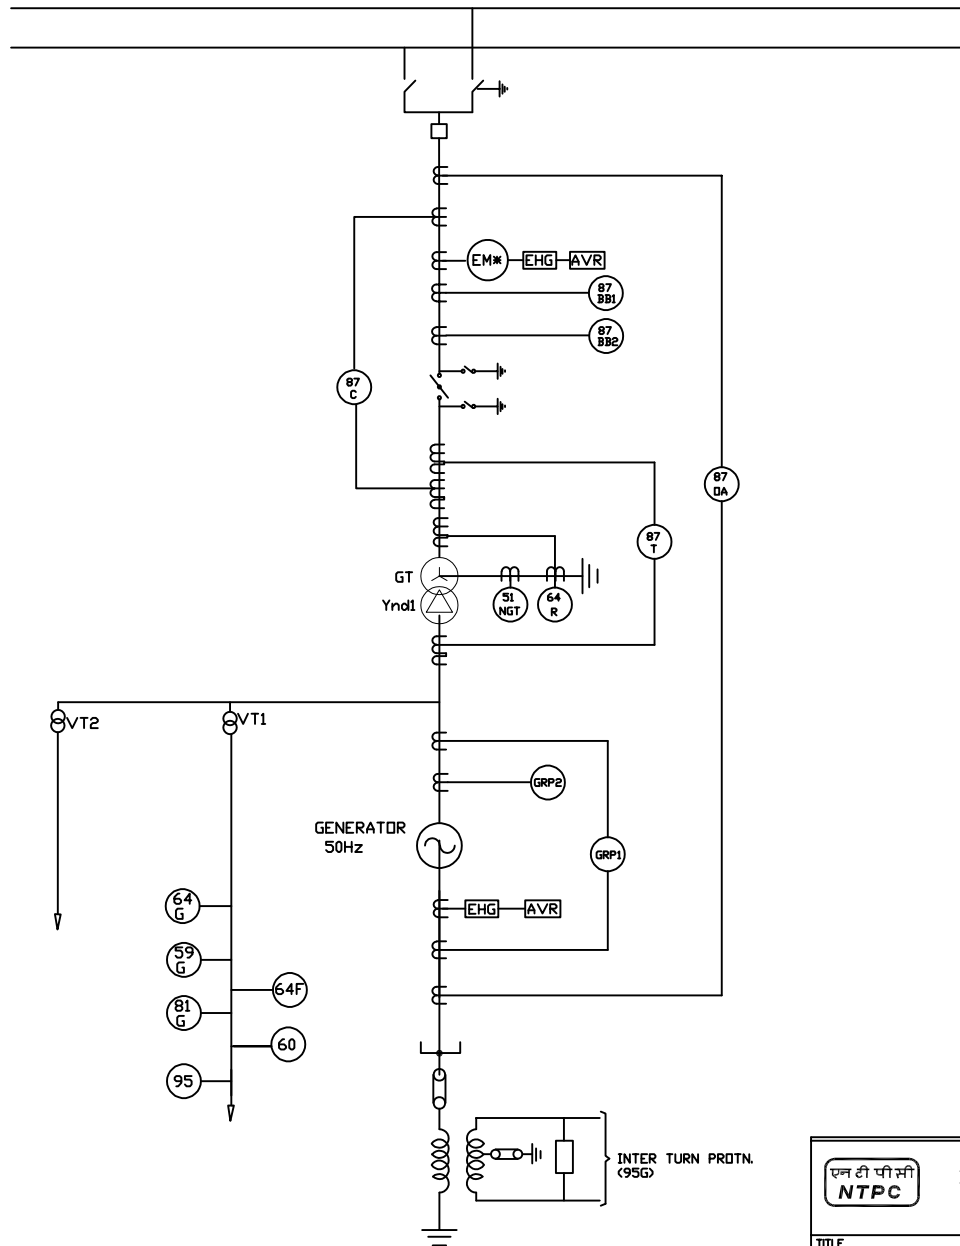 EM* EHG AVR
87
BB1
87
BB2
87
C
87
OA
87
T
GT
Ynd1
51
NGT
64
R
VT2
VT1
GRP2
GENERATOR
50Hz
GRP1
64
G
EHG AVR
59
G
64F
81
G
60
95
INTER TURN PROTN.
(95G)
एन टी पी सी
NTPC
TITLE